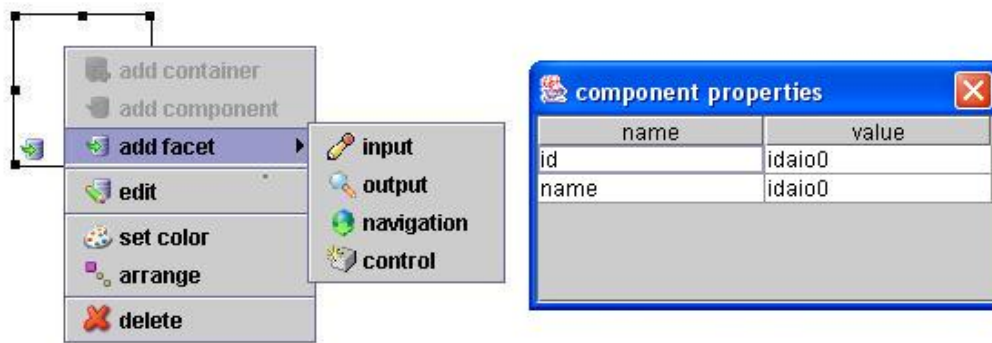 add container
add component
add facet
edit
set color
arrange
delete
input
output
navigation
control
component properties
name value
id idaio0
name idaio0